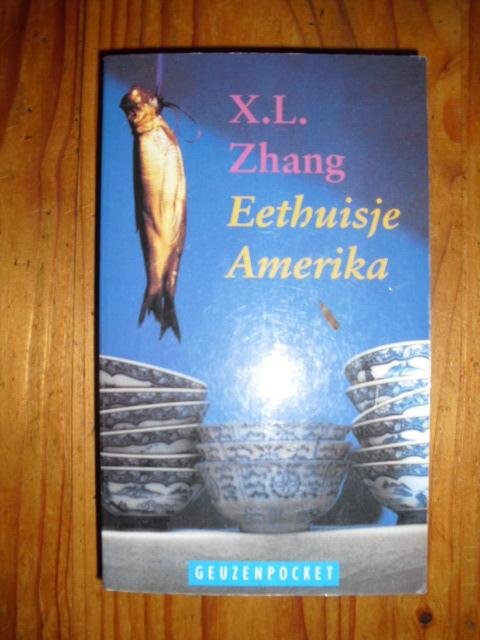 X.L.
Zhang
Eethuisje
Amerika
GEUZENPOCKET